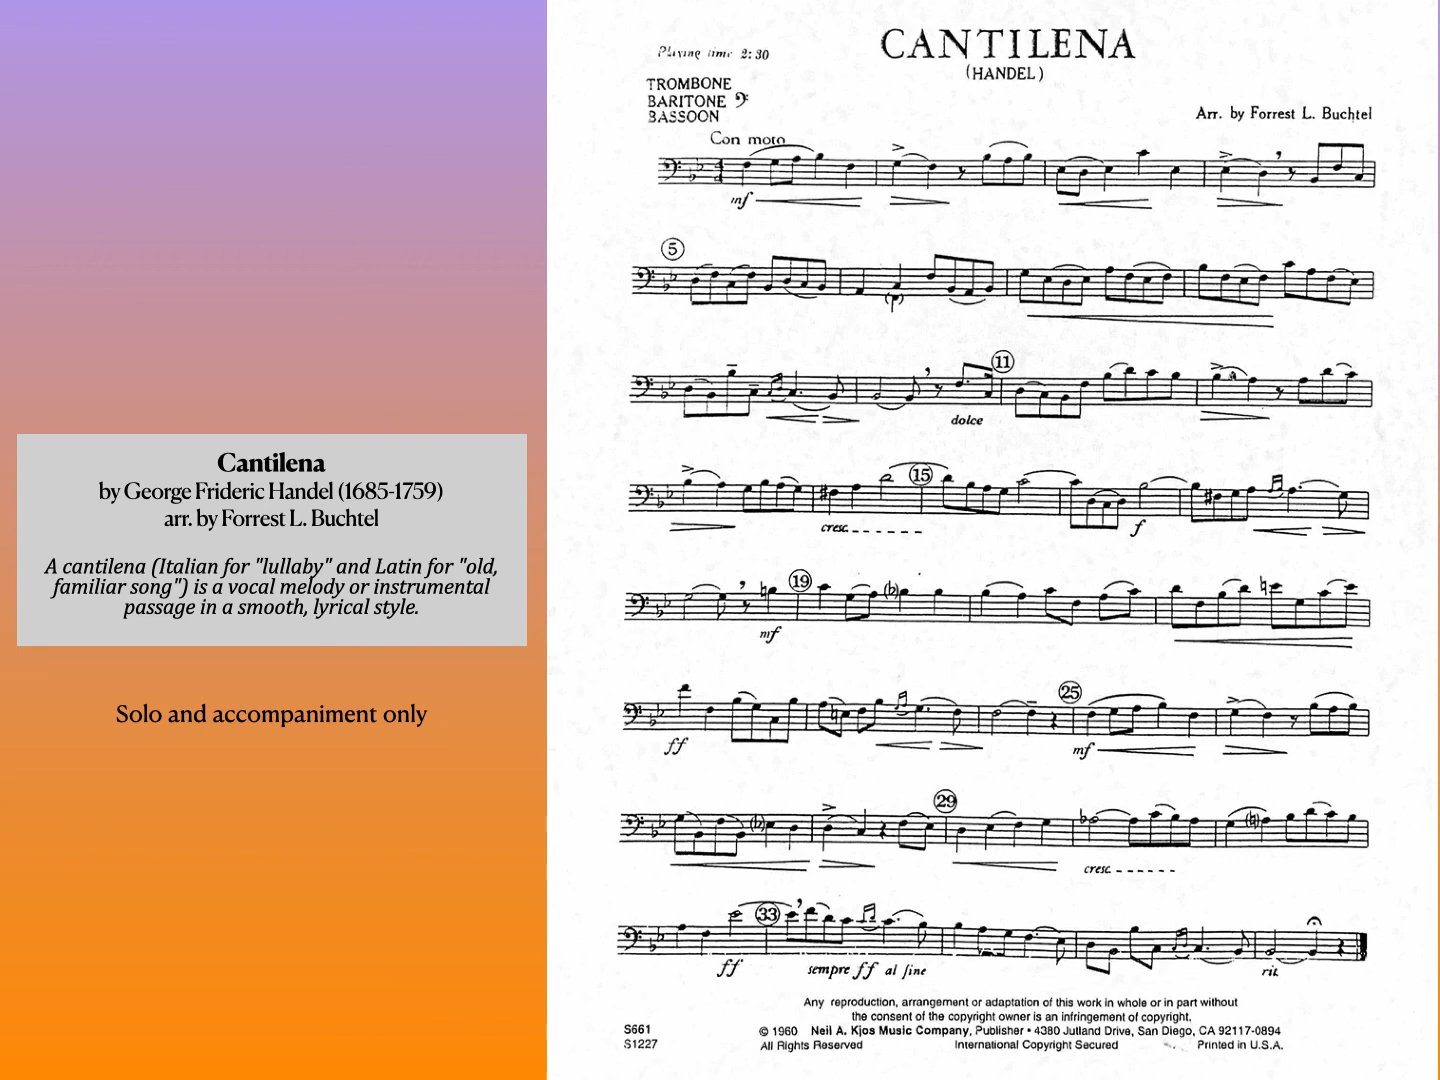 Cantilena
by George Frideric Handel (1685-1759)
arr. by Forrest L. Buchtel
A cantilena (Italian for "lullaby" and Latin for "old,
familiar song") is a vocal melody or instrumental
passage in a smooth, lyrical style.
Solo and accompaniment only
Playing time 2:30
CANTILENA
(HANDEL)
TROMBONE
BARITONE
BASSOON
Arr. by Forrest L. Buchtel
Con moto
mf
5
(p)
11
dolce
15
cresc.
f
19
(b)
mf
25
ff
mf
29
(b)
cresc.
33
ff
sempre ff al fine
rit.
Any reproduction, arrangement or adaptation of this work in whole or in part without
the consent of the copyright owner is an infringement of copyright.
S661
S1227
© 1960 Neil A. Kjos Music Company, Publisher • 4380 Jutland Drive, San Diego, CA 92117-0894
All Rights Reserved International Copyright Secured Printed in U.S.A.